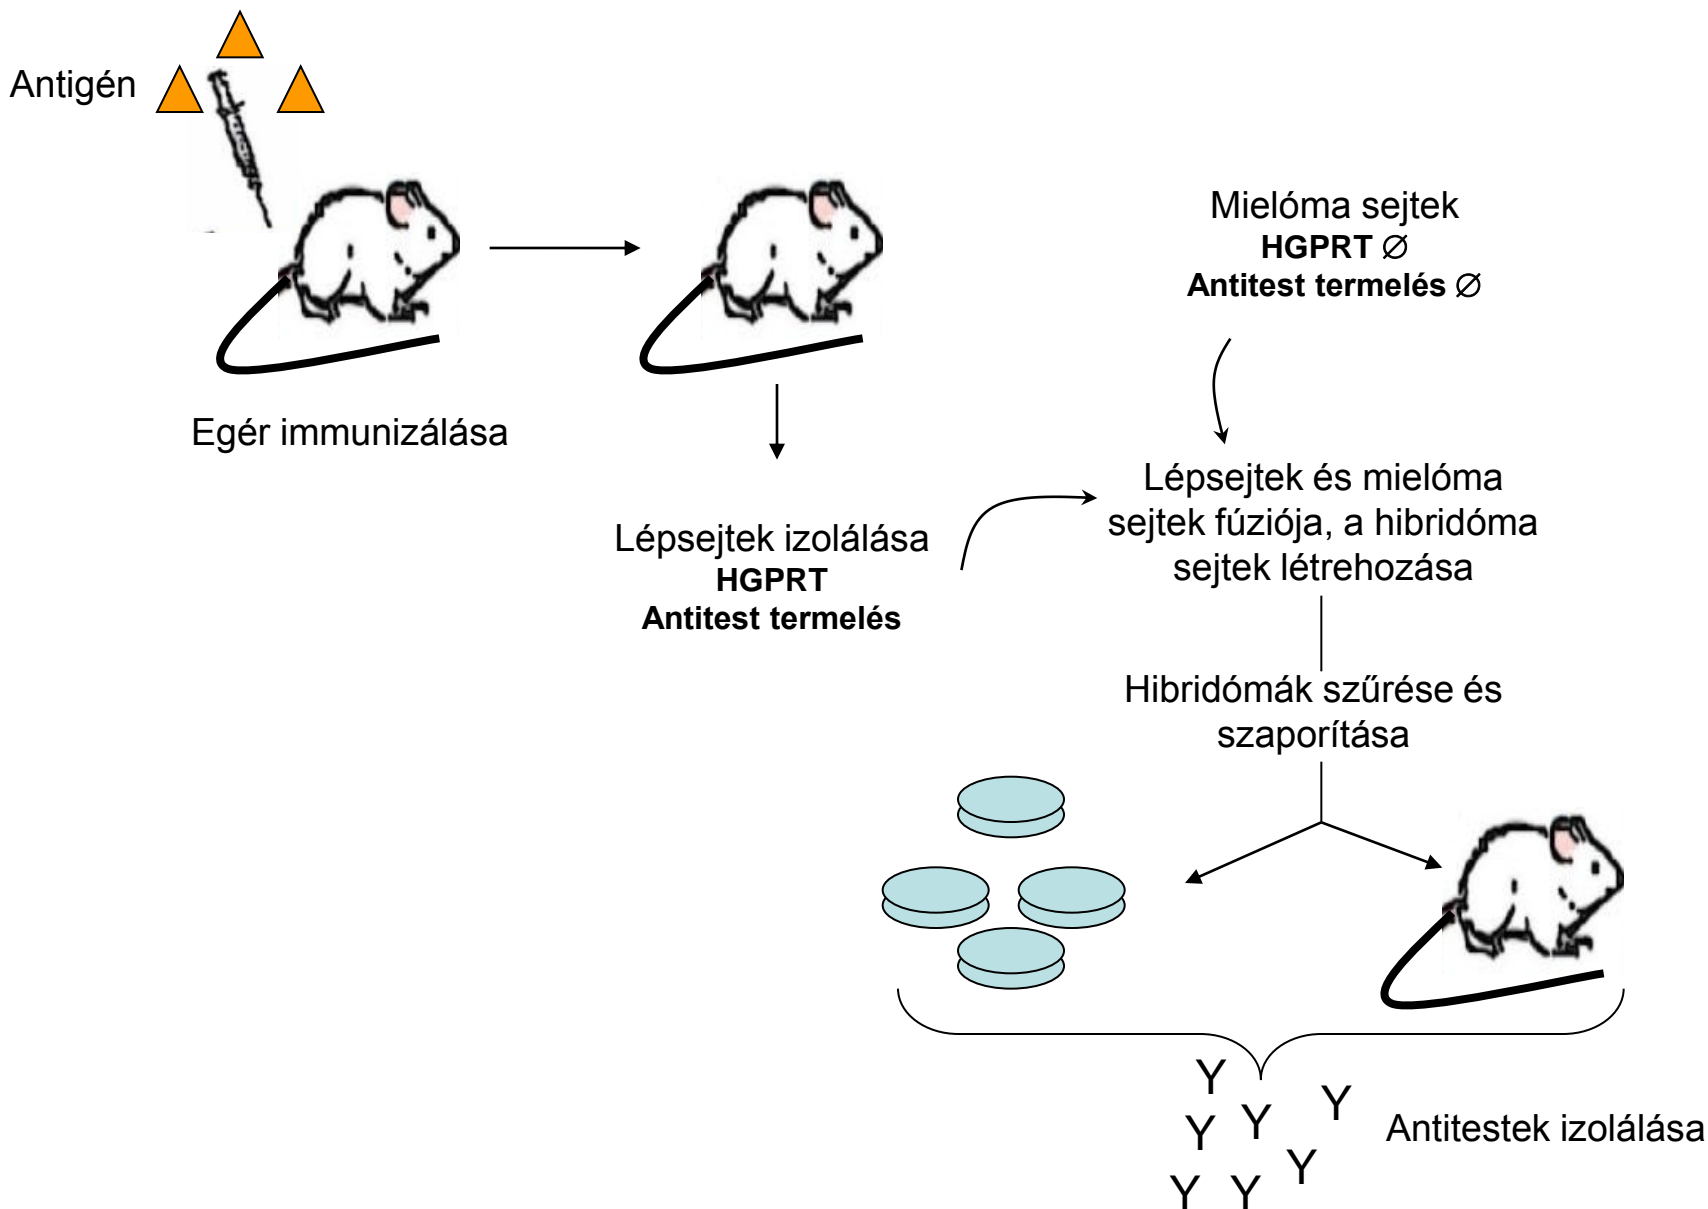 Antigén
Egér immunizálása
Lépsejtek izolálása
HGPRT
Antitest termelés
Mielóma sejtek
HGPRT ∅
Antitest termelés ∅
Lépsejtek és mielóma
sejtek fúziója, a hibridóma
sejtek létrehozása
Hibridómák szűrése és
szaporítása
Y
Y
Y
Y
Y
Y
Y
Antitestek izolálása